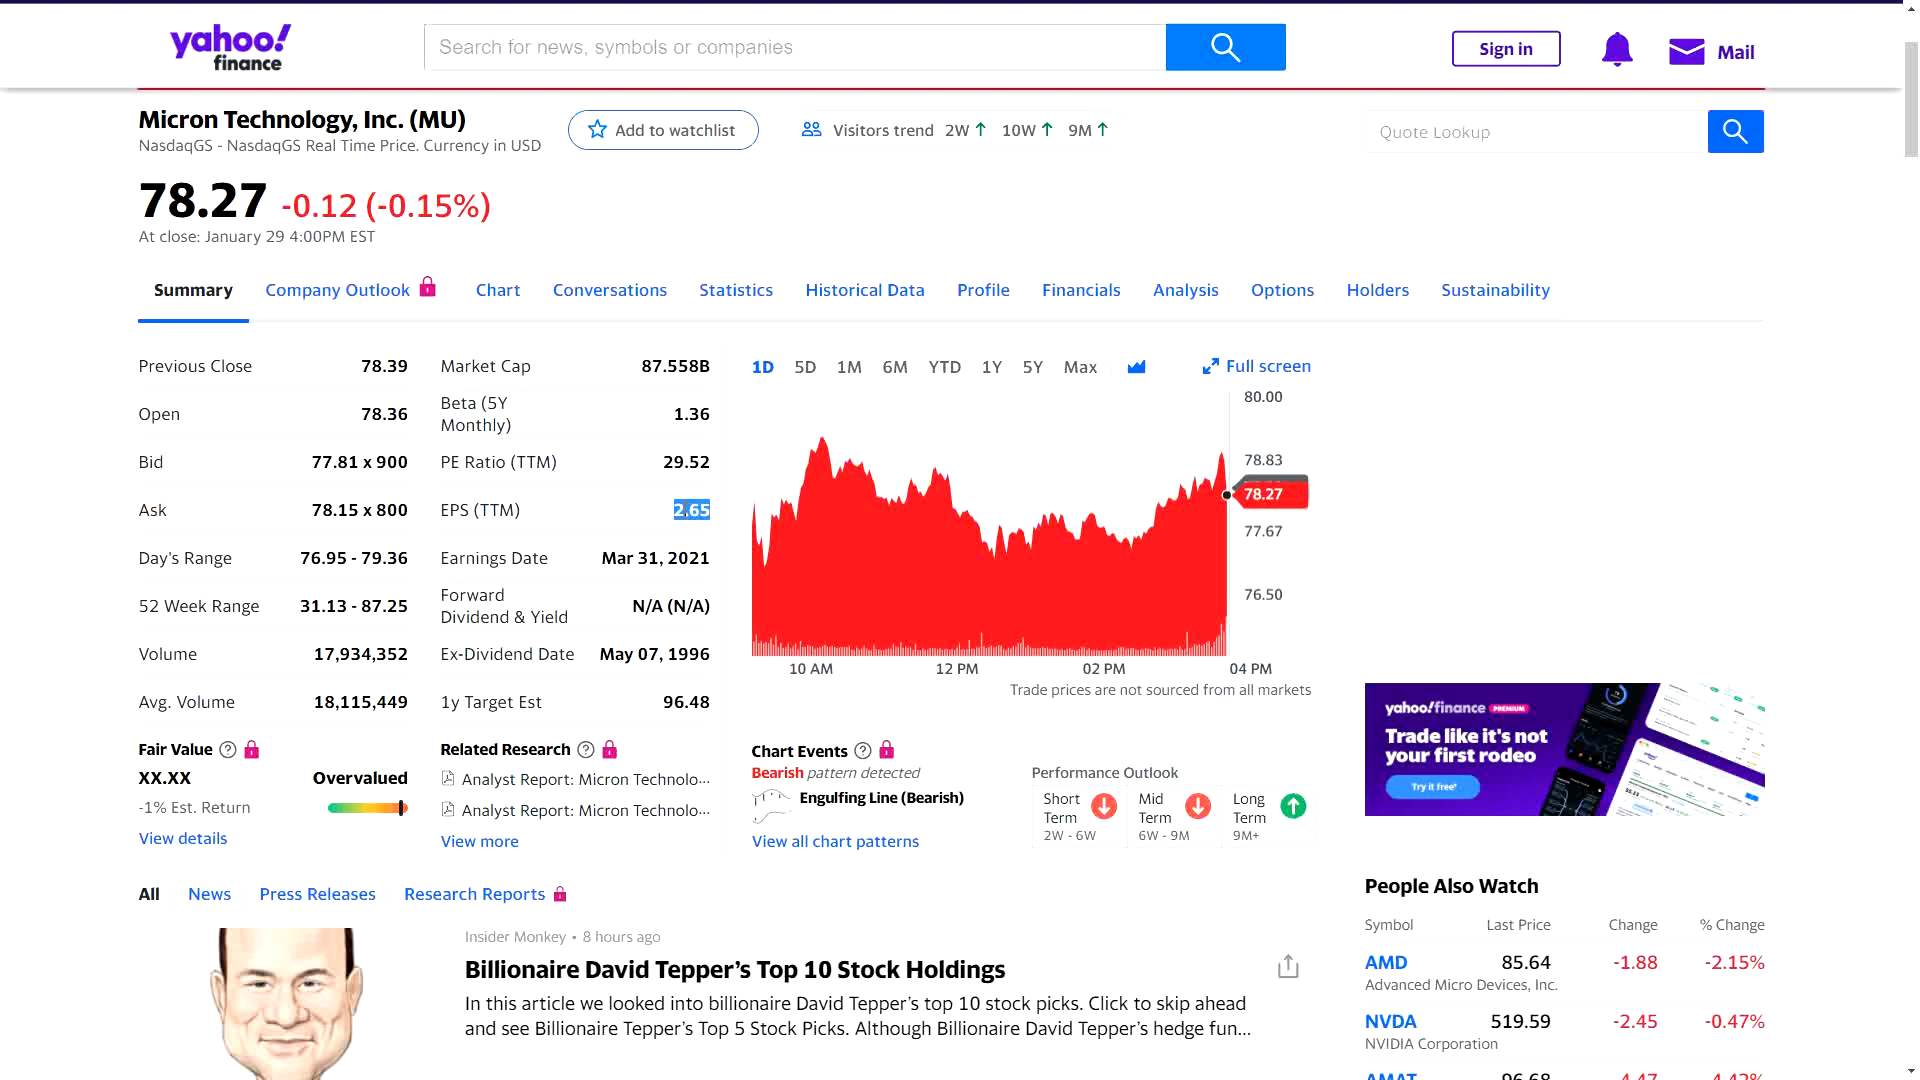 yahoo!
finance
Search for news, symbols or companies
Sign in
Mail
Micron Technology, Inc. (MU)
NasdaqGS - NasdaqGS Real Time Price. Currency in USD
Add to watchlist
Visitors trend 2W ↑ 10W ↑ 9M ↑
Quote Lookup
78.27 -0.12 (-0.15%)
At close: January 29 4:00PM EST
Summary
Company Outlook
Chart
Conversations
Statistics
Historical Data
Profile
Financials
Analysis
Options
Holders
Sustainability
Previous Close 78.39
Open 78.36
Bid 77.81 x 900
Ask 78.15 x 800
Day's Range 76.95 - 79.36
52 Week Range 31.13 - 87.25
Volume 17,934,352
Avg. Volume 18,115,449
Market Cap 87.558B
Beta (5Y
Monthly) 1.36
PE Ratio (TTM) 29.52
EPS (TTM) 2.65
Earnings Date Mar 31, 2021
Forward
Dividend & Yield N/A (N/A)
Ex-Dividend Date May 07, 1996
1y Target Est 96.48
1D 5D 1M 6M YTD 1Y 5Y Max
Full screen
80.00
78.83
78.27
77.67
76.50
10 AM 12 PM 02 PM 04 PM
Trade prices are not sourced from all markets
Fair Value
XX.XX Overvalued
-1% Est. Return
View details
Related Research
Analyst Report: Micron Technolo...
Analyst Report: Micron Technolo...
View more
Chart Events
Bearish pattern detected
Engulfing Line (Bearish)
View all chart patterns
Performance Outlook
Short
Term
2W - 6W
Mid
Term
6W - 9M
Long
Term
9M+
yahoo!finance PREMIUM
Trade like it's not
your first rodeo
Try it free*
All
News
Press Releases
Research Reports
Insider Monkey • 8 hours ago
Billionaire David Tepper’s Top 10 Stock Holdings
In this article we looked into billionaire David Tepper’s top 10 stock picks. Click to skip ahead
and see Billionaire Tepper’s Top 5 Stock Picks. Although Billionaire David Tepper’s hedge fun...
People Also Watch
Symbol Last Price Change % Change
AMD 85.64 -1.88 -2.15%
Advanced Micro Devices, Inc.
NVDA 519.59 -2.45 -0.47%
NVIDIA Corporation
AMAT 96.68 -4.47 -4.42%